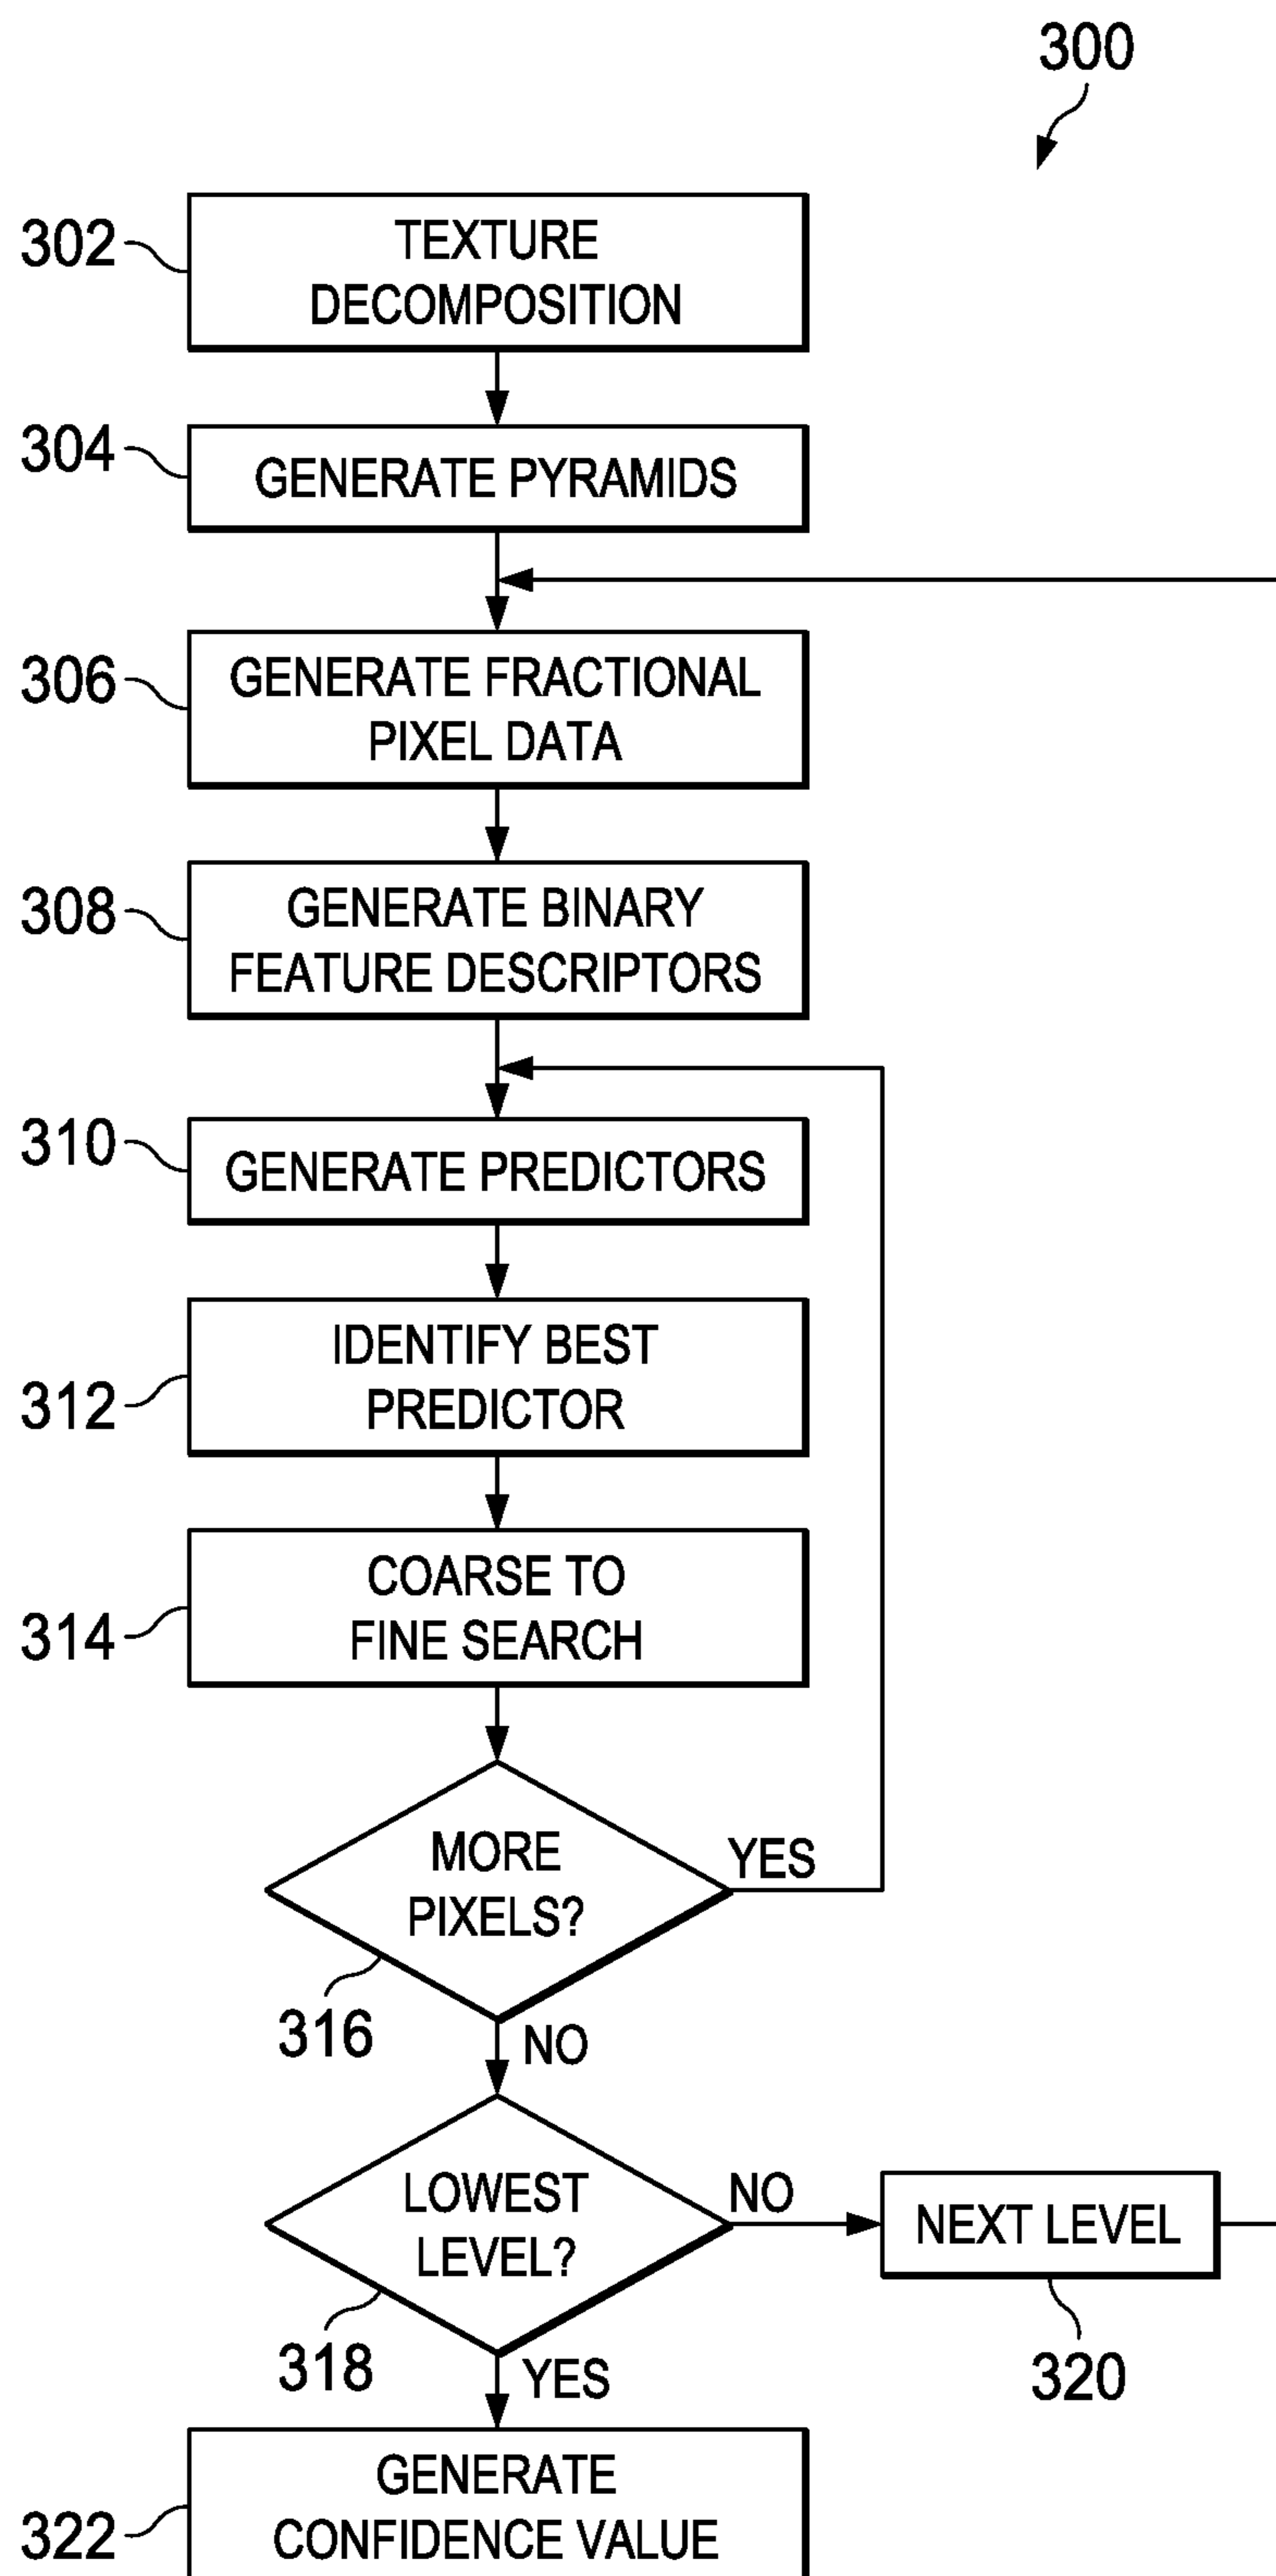 300
302
TEXTURE
DECOMPOSITION
304
GENERATE PYRAMIDS
306
GENERATE FRACTIONAL
PIXEL DATA
308
GENERATE BINARY
FEATURE DESCRIPTORS
310
GENERATE PREDICTORS
312
IDENTIFY BEST
PREDICTOR
314
COARSE TO
FINE SEARCH
MORE
PIXELS?
YES
316
NO
LOWEST
LEVEL?
NO
NEXT LEVEL
318
320
YES
322
GENERATE
CONFIDENCE VALUE